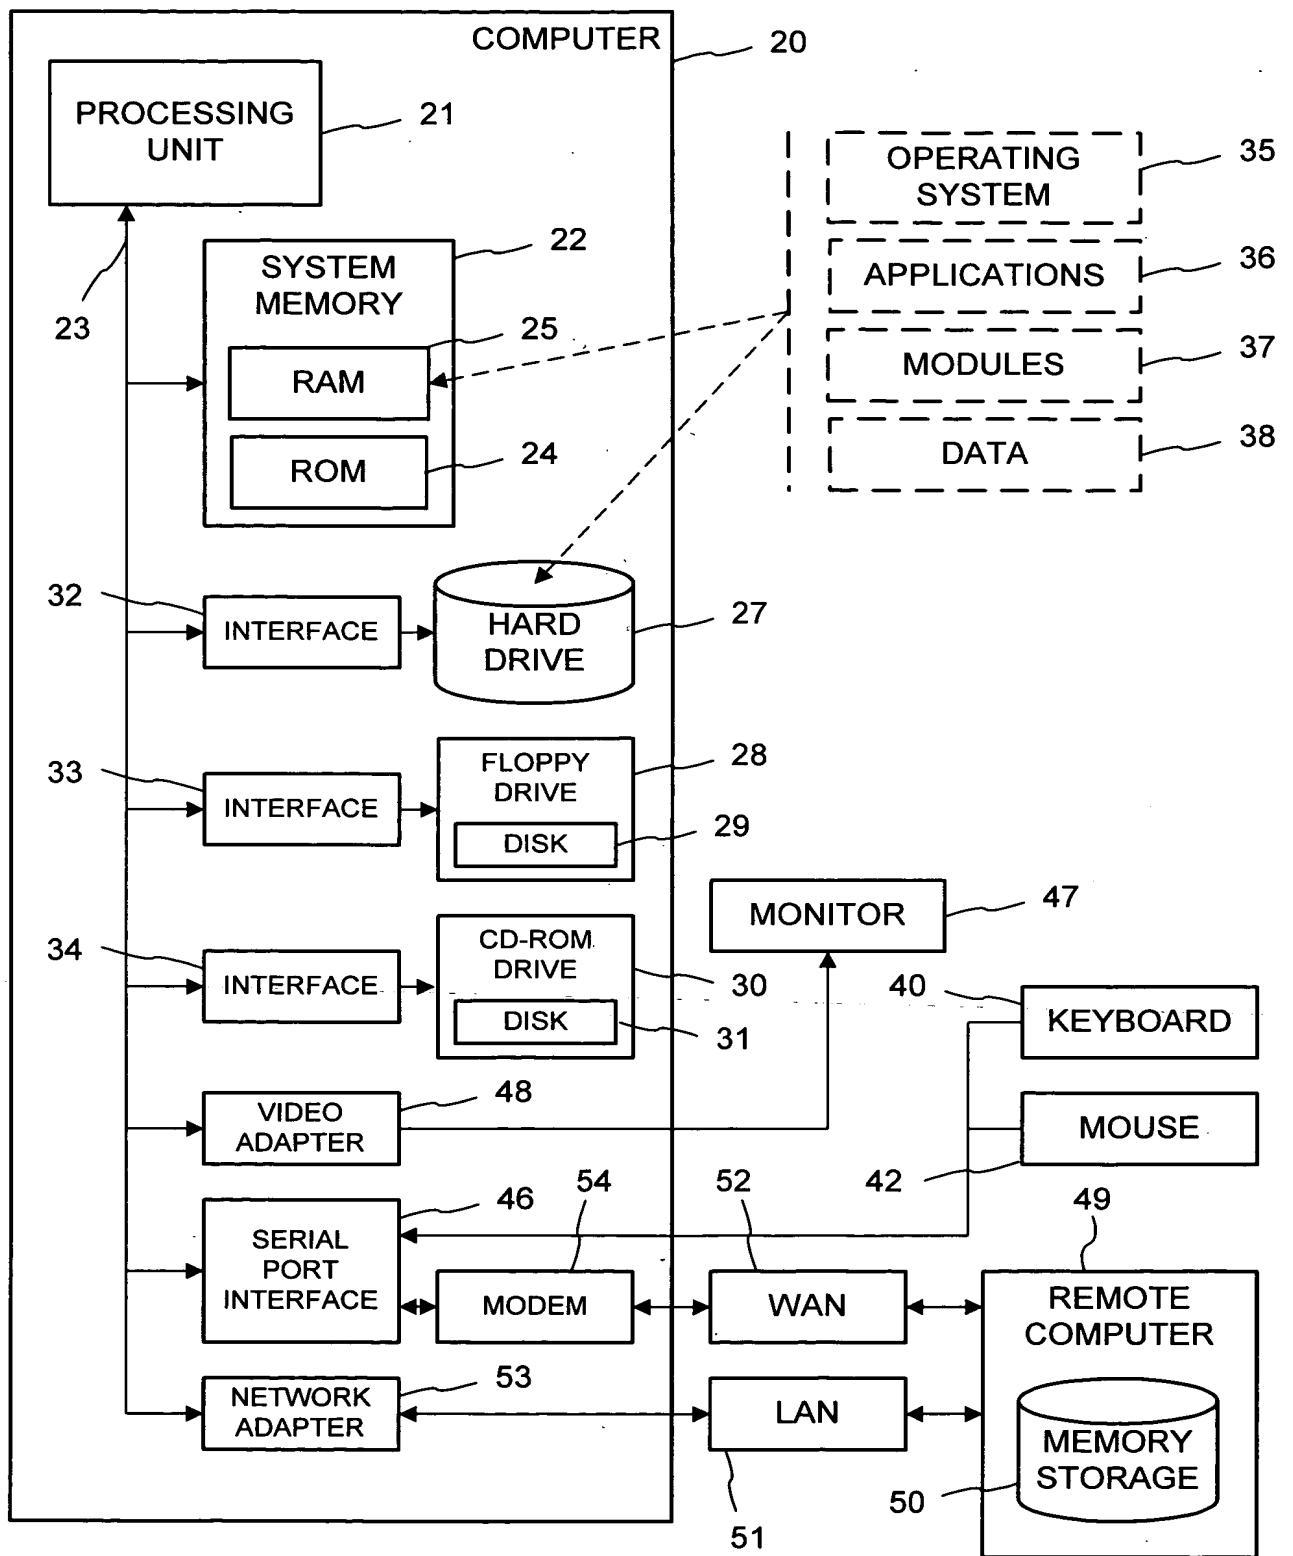 COMPUTER
20
PROCESSING
UNIT
21
23
OPERATING
SYSTEM
35
APPLICATIONS
36
MODULES
37
DATA
38
SYSTEM
MEMORY
22
RAM
25
ROM
24
32
INTERFACE
HARD
DRIVE
27
33
INTERFACE
FLOPPY
DRIVE
28
DISK
29
34
INTERFACE
CD-ROM
DRIVE
30
DISK
31
MONITOR
47
40
KEYBOARD
MOUSE
42
VIDEO
ADAPTER
48
SERIAL
PORT
INTERFACE
46
MODEM
54
WAN
52
49
REMOTE
COMPUTER
MEMORY
STORAGE
50
NETWORK
ADAPTER
53
LAN
51